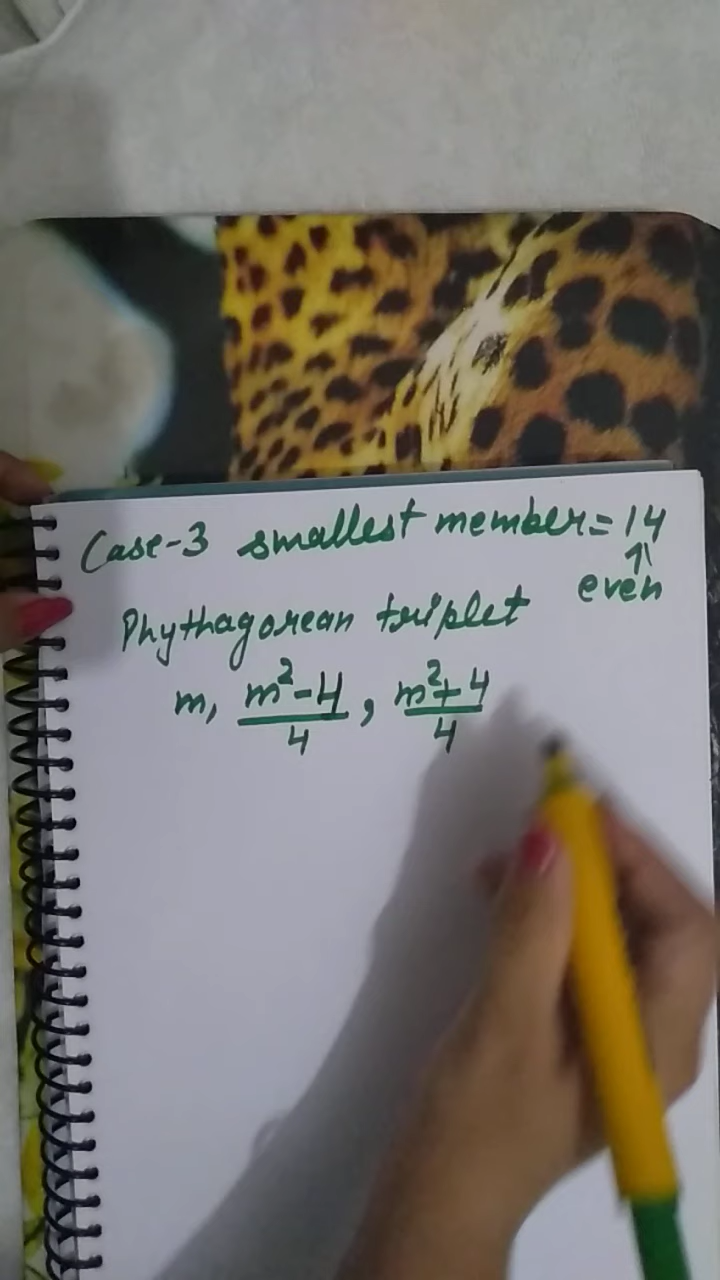 Case-3 smallest member = 14
↑
even
Phythagorean triplet
m, m²-4/4, m²+4/4